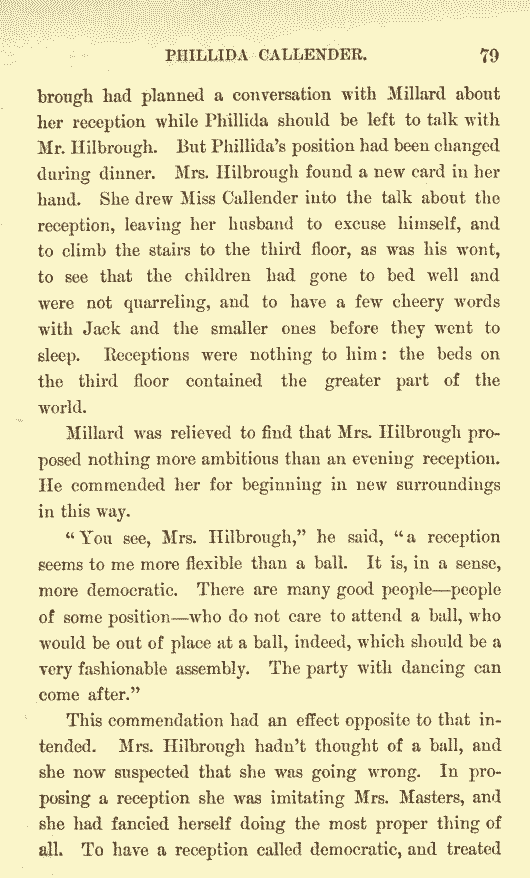 PHILLIDA CALLENDER. 79
brough had planned a conversation with Millard about
her reception while Phillida should be left to talk with
Mr. Hilbrough. But Phillida's position had been changed
during dinner. Mrs. Hilbrough found a new card in her
hand. She drew Miss Callender into the talk about the
reception, leaving her husband to excuse himself, and
to climb the stairs to the third floor, as was his wont,
to see that the children had gone to bed well and
were not quarreling, and to have a few cheery words
with Jack and the smaller ones before they went to
sleep. Receptions were nothing to him: the beds on
the third floor contained the greater part of the
world.
Millard was relieved to find that Mrs. Hilbrough pro-
posed nothing more ambitious than an evening reception.
He commended her for beginning in new surroundings
in this way.
“You see, Mrs. Hilbrough,” he said, “a reception
seems to me more flexible than a ball. It is, in a sense,
more democratic. There are many good people—people
of some position—who do not care to attend a ball, who
would be out of place at a ball, indeed, which should be a
very fashionable assembly. The party with dancing can
come after.”
This commendation had an effect opposite to that in-
tended. Mrs. Hilbrough hadn't thought of a ball, and
she now suspected that she was going wrong. In pro-
posing a reception she was imitating Mrs. Masters, and
she had fancied herself doing the most proper thing of
all. To have a reception called democratic, and treated